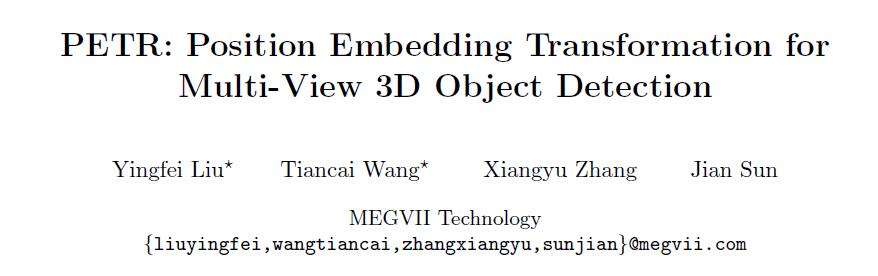 PETR: Position Embedding Transformation for
Multi-View 3D Object Detection
Yingfei Liu⋆ Tiancai Wang⋆ Xiangyu Zhang Jian Sun
MEGVII Technology
{liuyingfei,wangtiancai,zhangxiangyu,sunjian}@megvii.com